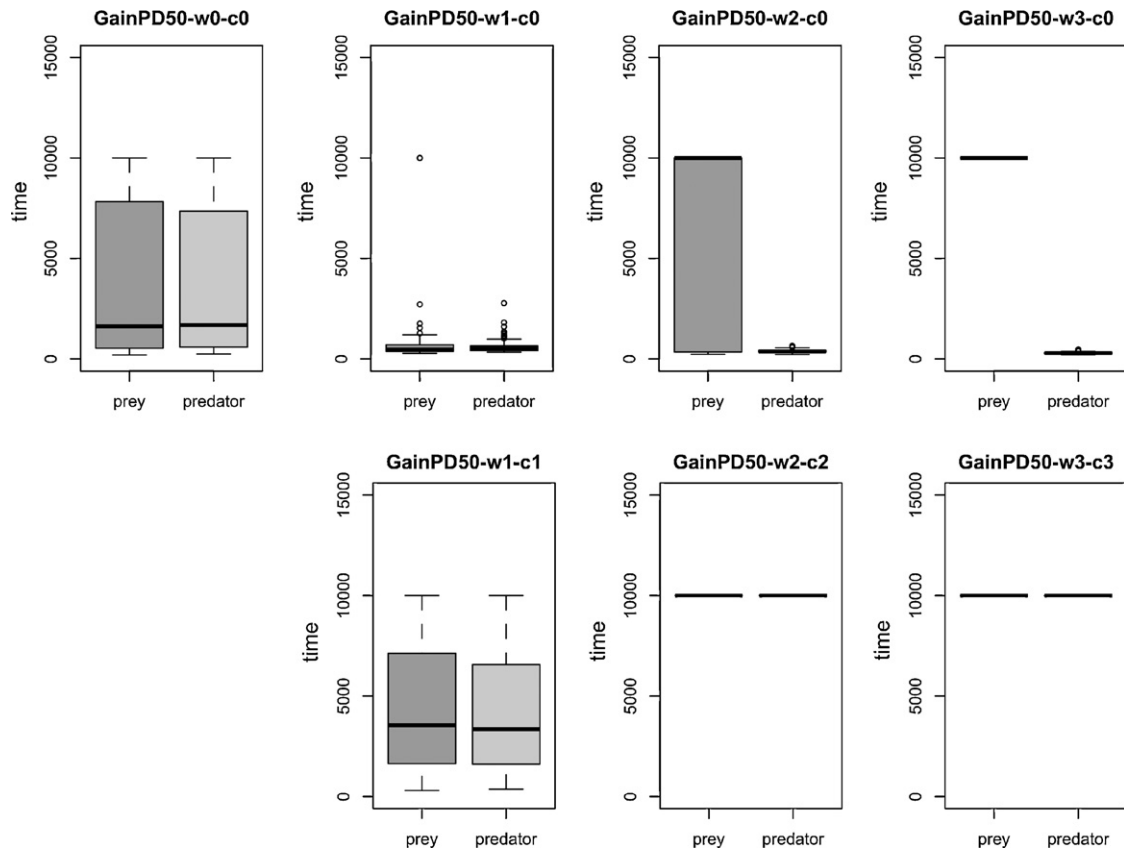 GainPD50-w0-c0
time
15000
10000
5000
0
prey
predator
GainPD50-w1-c0
time
15000
10000
5000
0
prey
predator
GainPD50-w2-c0
time
15000
10000
5000
0
prey
predator
GainPD50-w3-c0
time
15000
10000
5000
0
prey
predator
GainPD50-w1-c1
time
15000
10000
5000
0
prey
predator
GainPD50-w2-c2
time
15000
10000
5000
0
prey
predator
GainPD50-w3-c3
time
15000
10000
5000
0
prey
predator